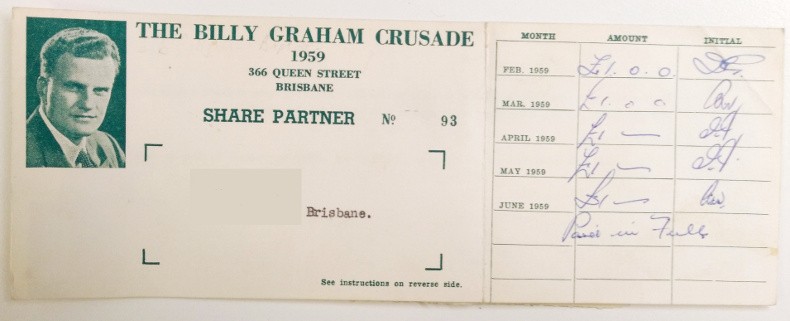 THE BILLY GRAHAM CRUSADE
1959
366 QUEEN STREET
BRISBANE
SHARE PARTNER No 93
Brisbane.
See instructions on reverse side.
MONTH AMOUNT INITIAL
FEB. 1959 £1. 0. 0.
MAR. 1959 £1. 0 0
APRIL 1959 £1 —
MAY 1959 £1 —
JUNE 1959 £1 —
Paid in Full